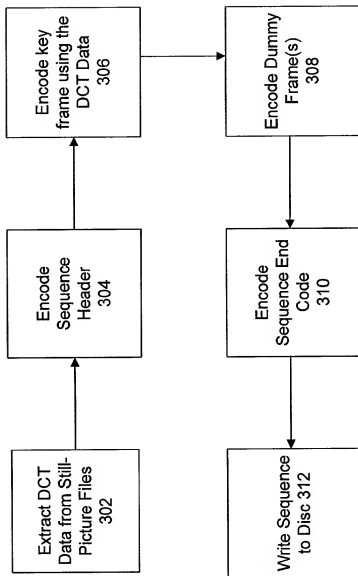 Extract DCT
Data from Still-
Picture Files
302
Encode
Sequence
Header
304
Encode key
frame using the
DCT Data
306
Encode Dummy
Frame(s)
308
Encode
Sequence End
Code
310
Write Sequence
to Disc 312